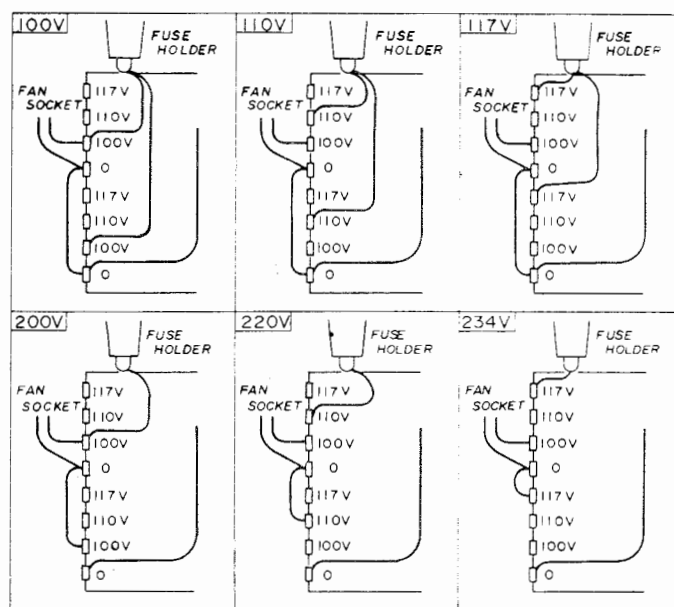 100V
FUSE
HOLDER
FAN
SOCKET
117V
110V
100V
0
117V
110V
100V
0
110V
FUSE
HOLDER
FAN
SOCKET
117V
110V
100V
0
117V
110V
100V
0
117V
FUSE
HOLDER
FAN
SOCKET
117V
110V
100V
0
117V
110V
100V
0
200V
FUSE
HOLDER
FAN
SOCKET
117V
110V
100V
0
117V
110V
100V
0
220V
FUSE
HOLDER
FAN
SOCKET
117V
110V
100V
0
117V
110V
100V
0
234V
FUSE
HOLDER
FAN
SOCKET
117V
110V
100V
0
117V
110V
100V
0